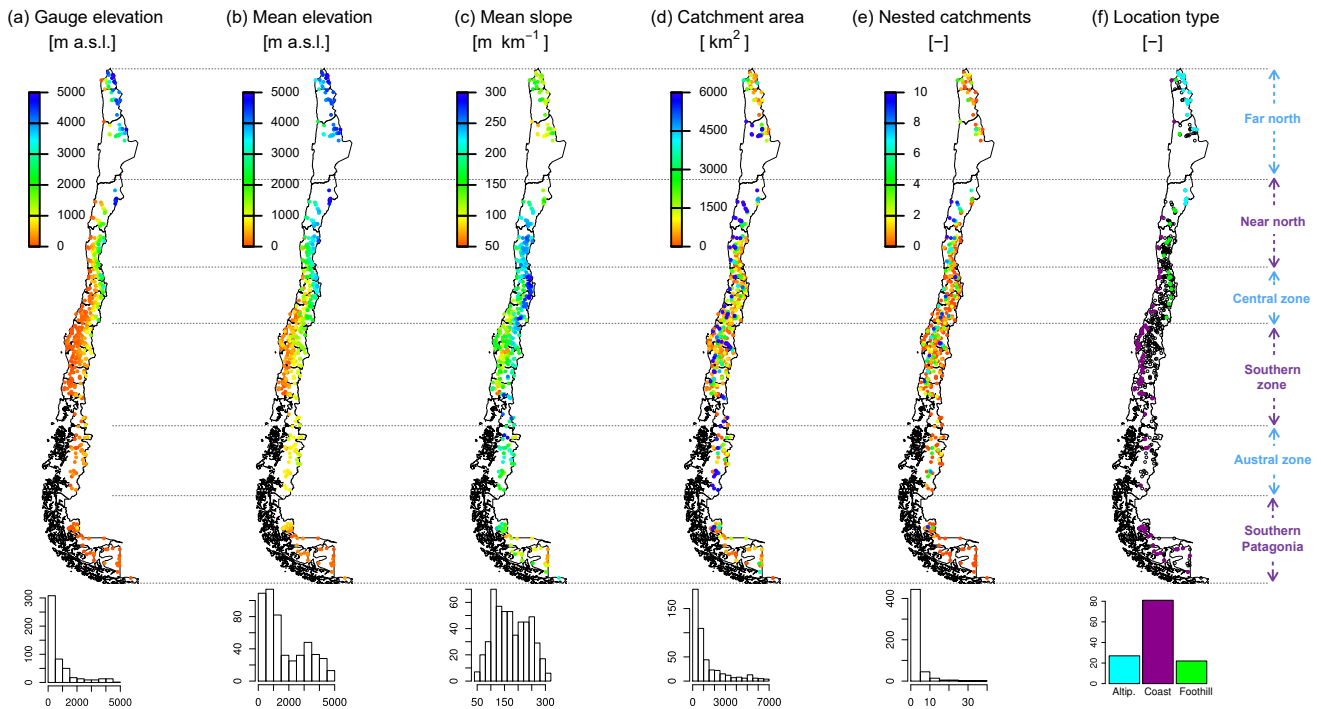 (a) Gauge elevation
[m a.s.l.]
(b) Mean elevation
[m a.s.l.]
(c) Mean slope
[m km⁻¹]
(d) Catchment area
[km²]
(e) Nested catchments
[−]
(f) Location type
[−]
5000
4000
3000
2000
1000
0
5000
4000
3000
2000
1000
0
300
250
200
150
100
50
6000
4500
3000
1500
0
10
8
6
4
2
0
Far north
Near north
Central zone
Southern
zone
Austral zone
Southern
Patagonia
0 100 200 300
0 2000 5000
0 40 80
0 2000 5000
0 20 40 60
50 150 300
0 50 150
0 3000 7000
0 200 400
0 10 30
0 20 40 60 80
Altip. Coast Foothill